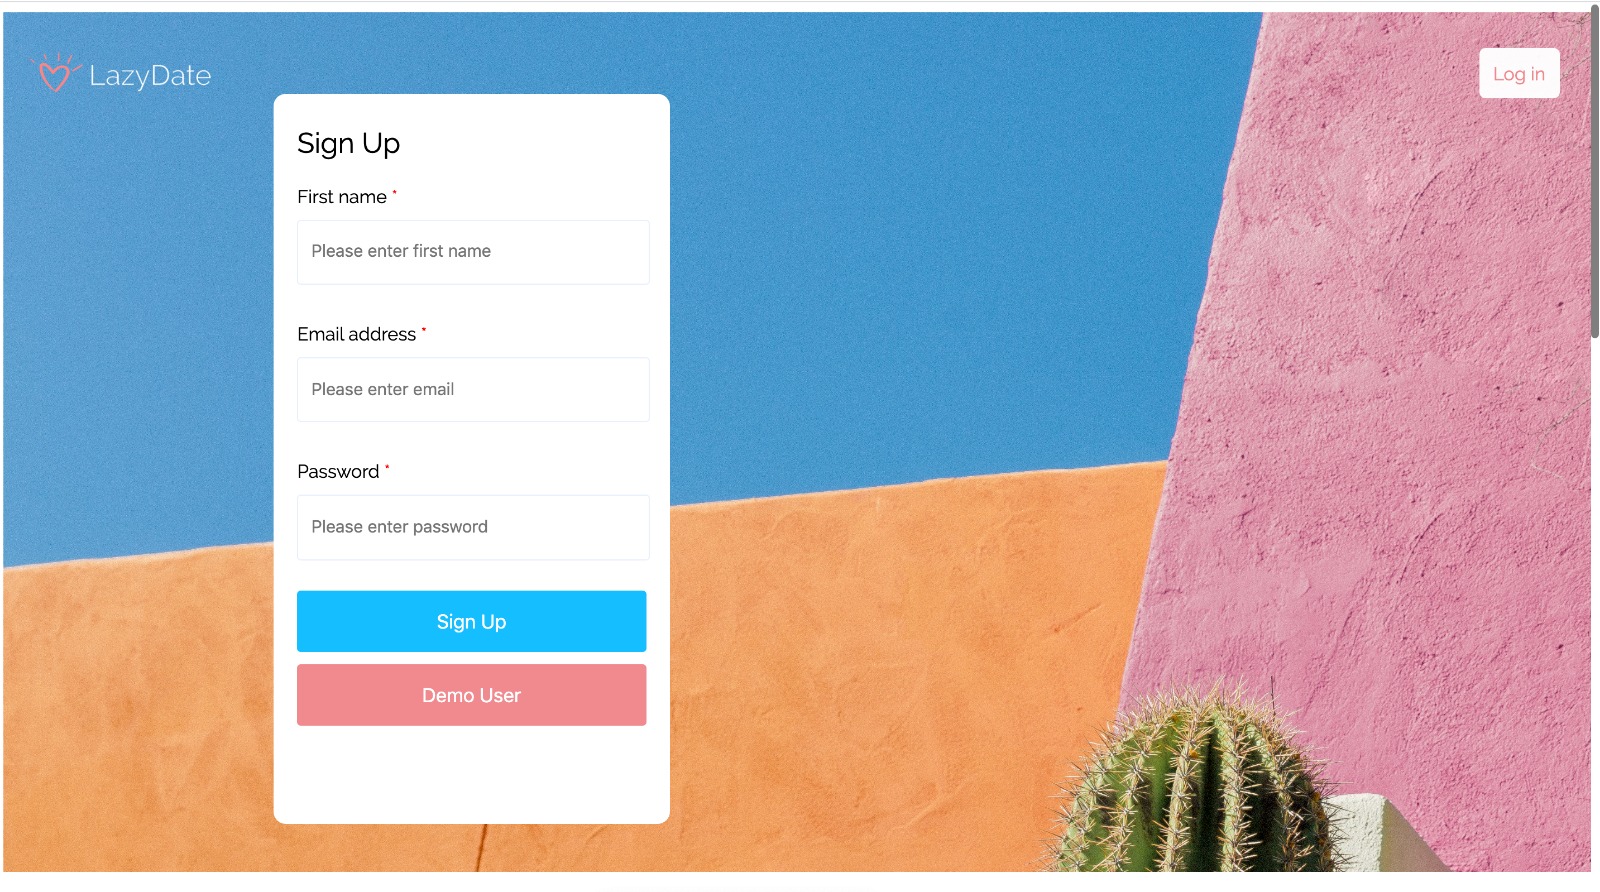 LazyDate
Log in
Sign Up
First name *
Please enter first name
Email address *
Please enter email
Password *
Please enter password
Sign Up
Demo User